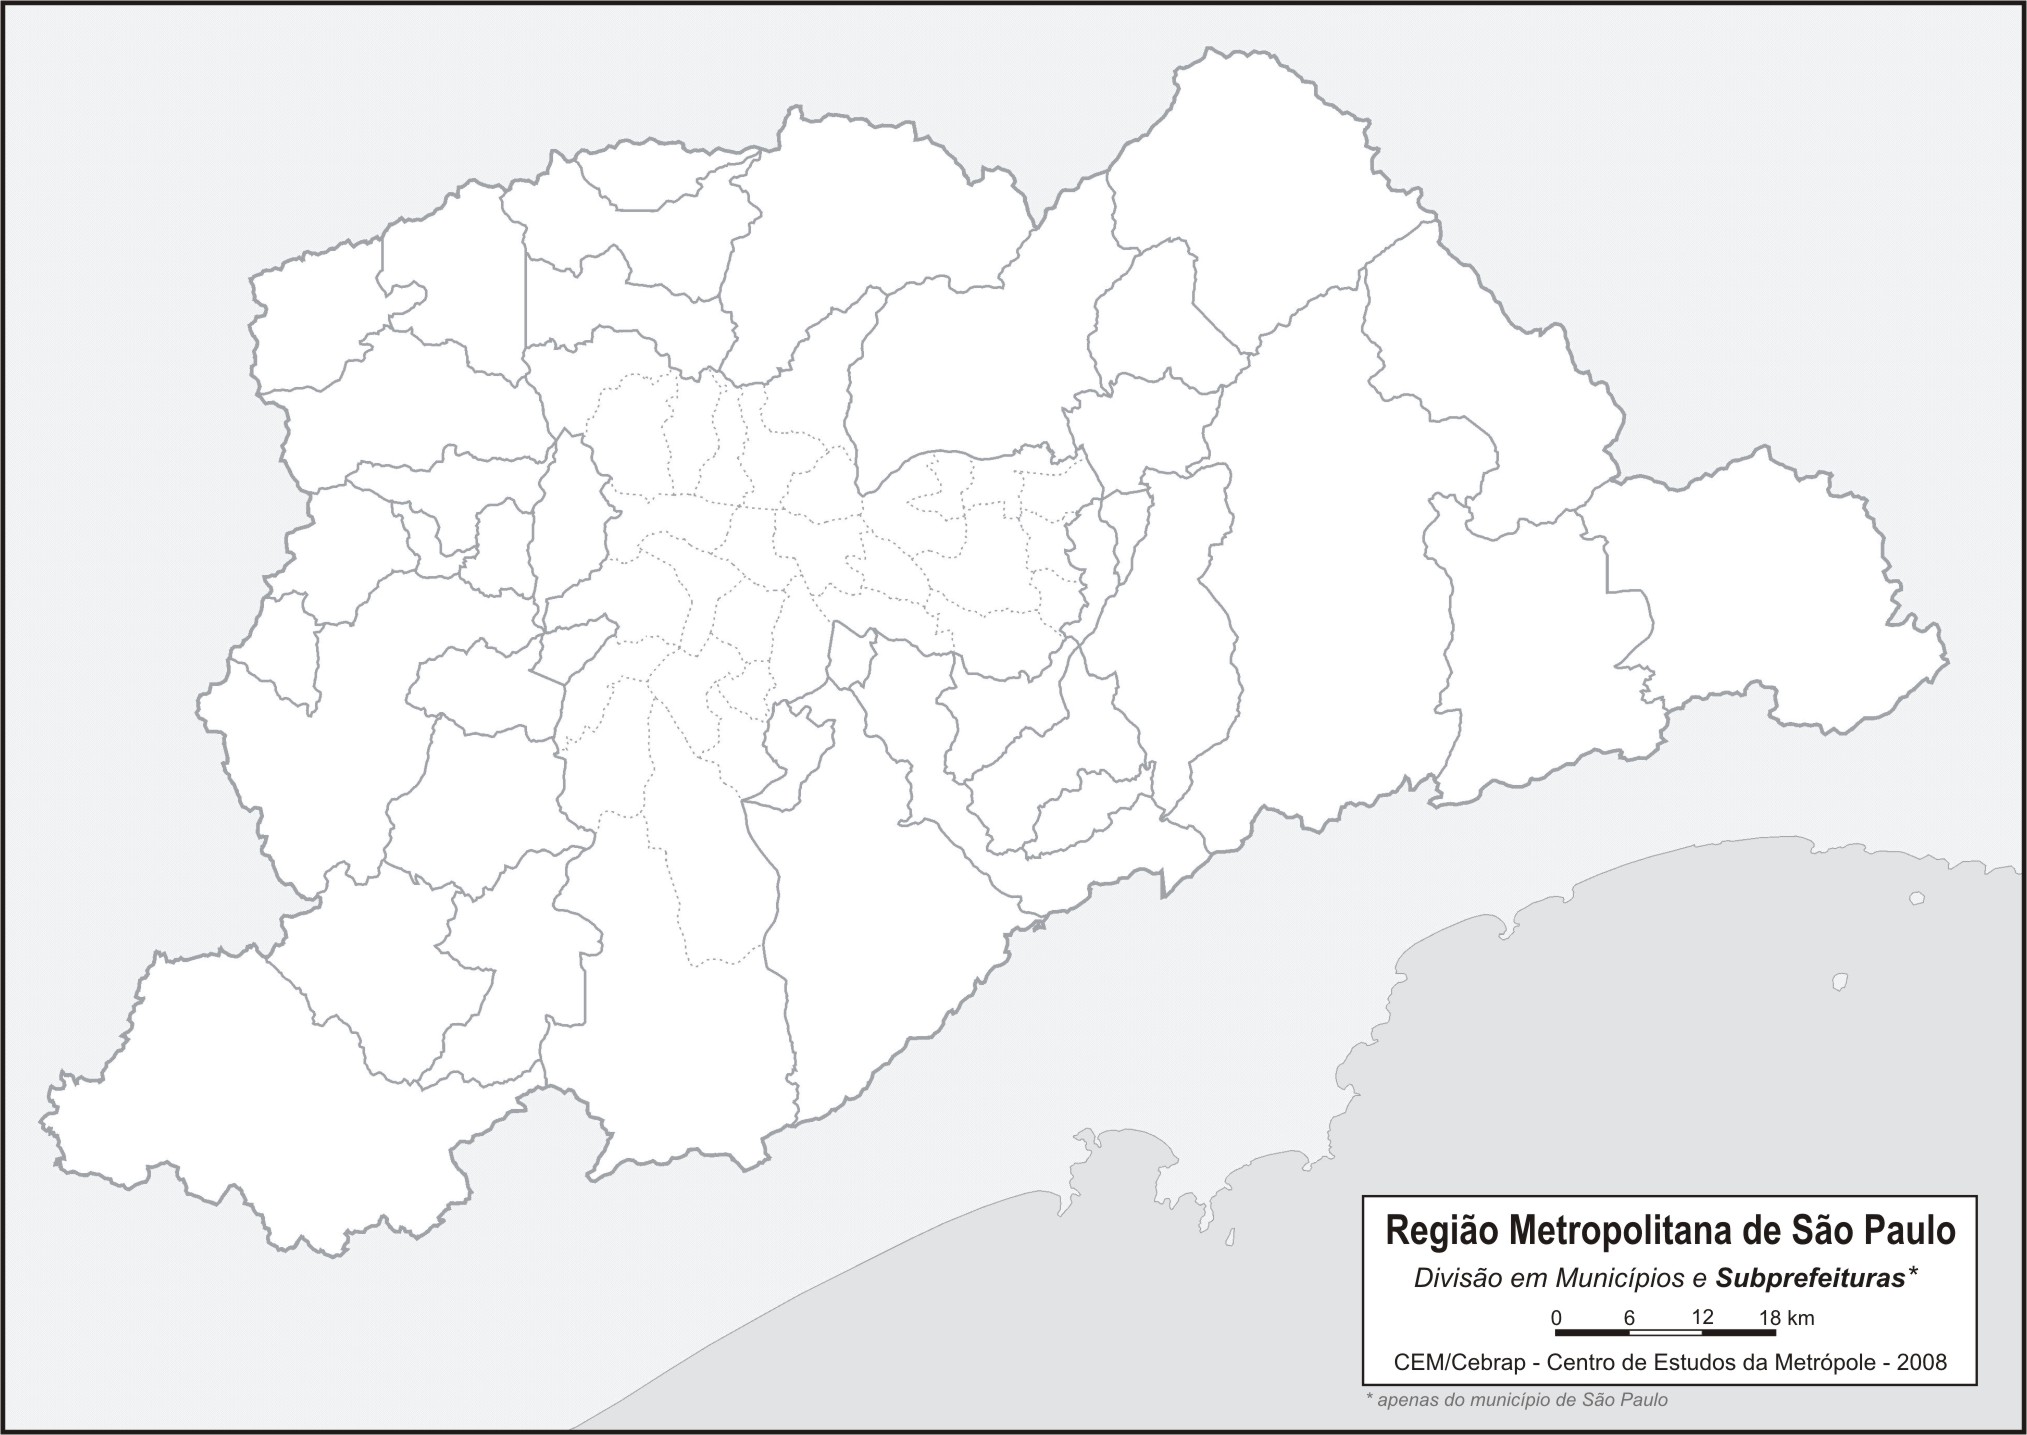 Região Metropolitana de São Paulo
Divisão em Municípios e Subprefeituras*
0 6 12 18 km
CEM/Cebrap - Centro de Estudos da Metrópole - 2008
* apenas do município de São Paulo